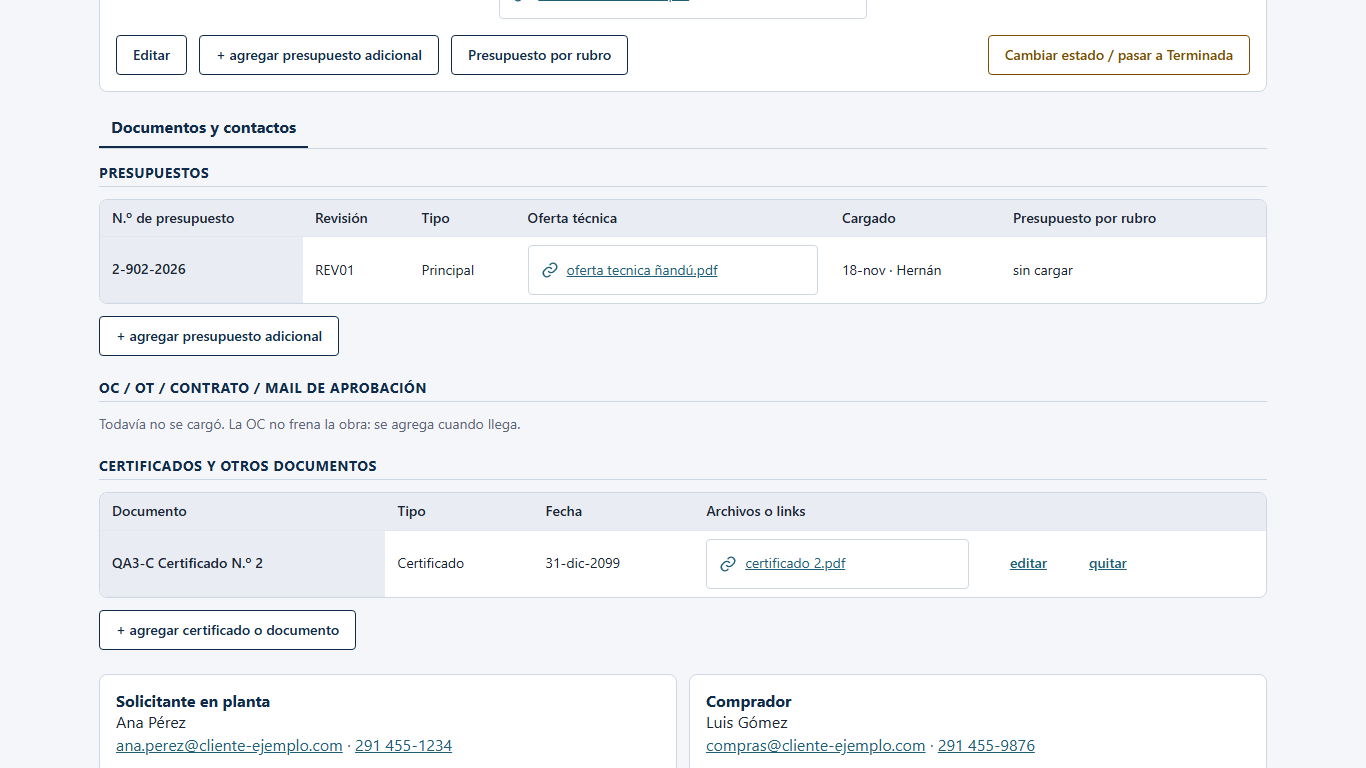 Editar
+ agregar presupuesto adicional
Presupuesto por rubro
Cambiar estado / pasar a Terminada
Documentos y contactos
PRESUPUESTOS
N.º de presupuesto Revisión Tipo Oferta técnica Cargado Presupuesto por rubro
2-902-2026 REV01 Principal oferta tecnica ñandú.pdf 18-nov · Hernán sin cargar
+ agregar presupuesto adicional
OC / OT / CONTRATO / MAIL DE APROBACIÓN
Todavía no se cargó. La OC no frena la obra: se agrega cuando llega.
CERTIFICADOS Y OTROS DOCUMENTOS
Documento Tipo Fecha Archivos o links
QA3-C Certificado N.º 2 Certificado 31-dic-2099 certificado 2.pdf editar quitar
+ agregar certificado o documento
Solicitante en planta
Ana Pérez
ana.perez@cliente-ejemplo.com · 291 455-1234
Comprador
Luis Gómez
compras@cliente-ejemplo.com · 291 455-9876